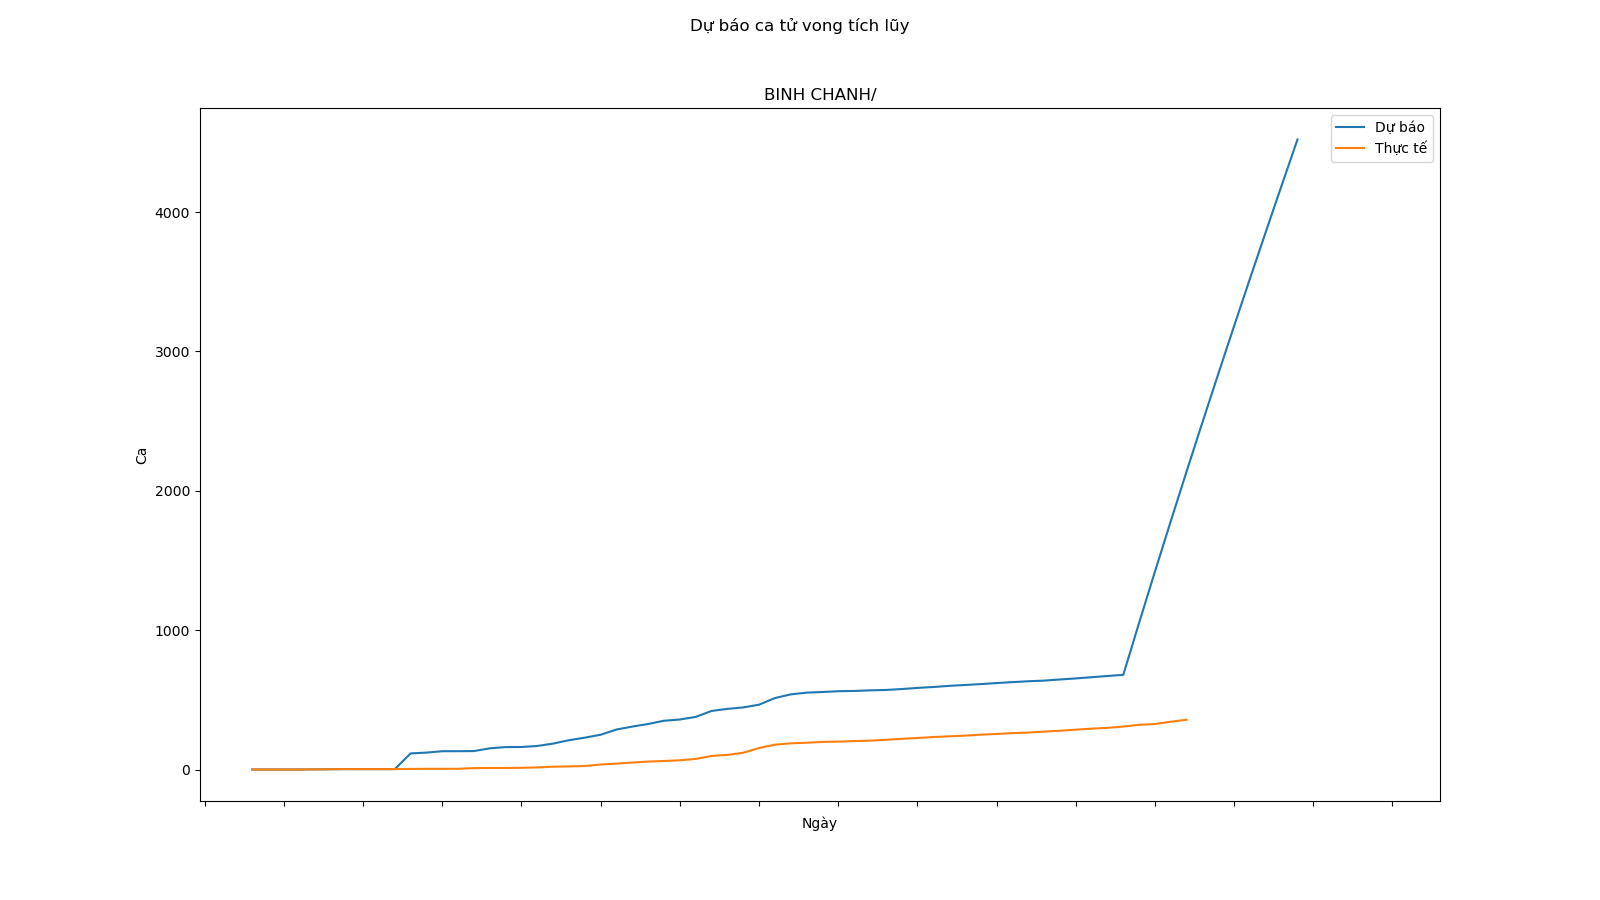 Dự báo ca tử vong tích lũy
BINH CHANH/
Dự báo
Thực tế
4000
3000
2000
1000
0
Ca
Ngày